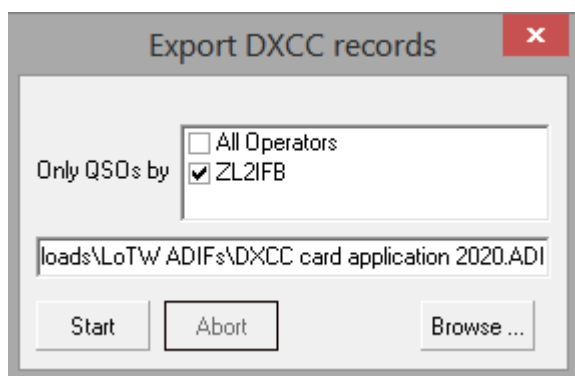 Export DXCC records
x
All Operators
Only QSOs by
ZL2IFB
loads\LoTW ADIFs\DXCC card application 2020.ADI
Start
Abort
Browse ...